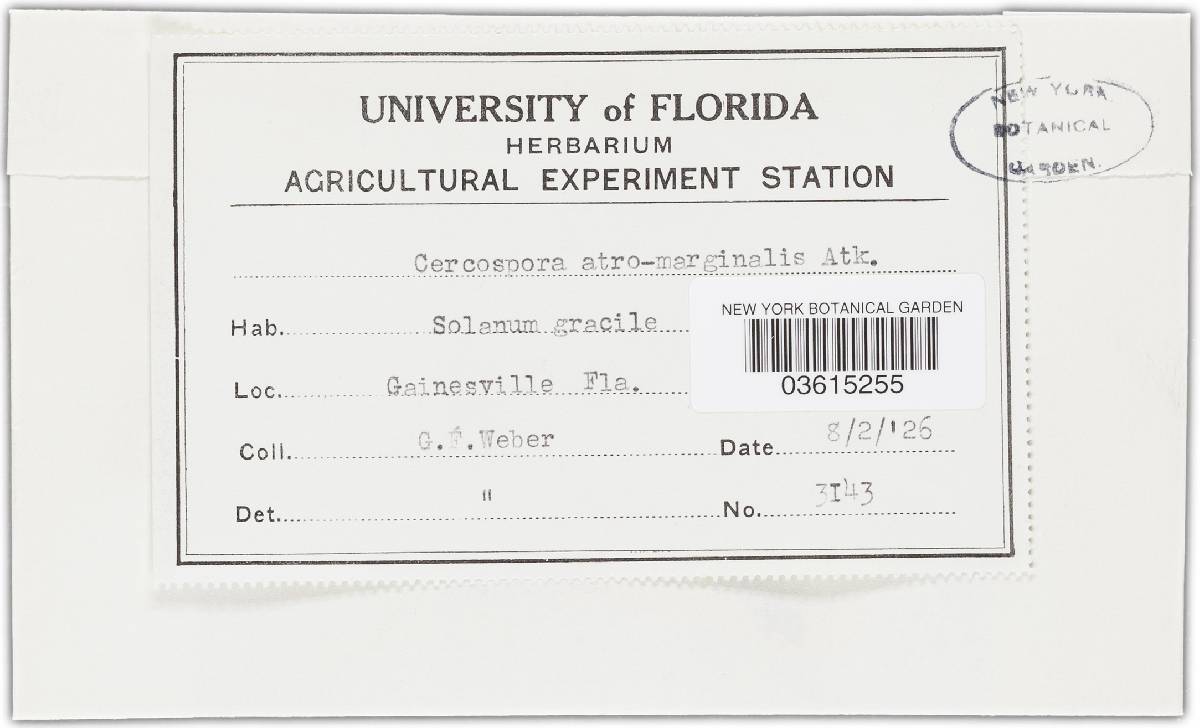 UNIVERSITY of FLORIDA
HERBARIUM
AGRICULTURAL EXPERIMENT STATION
NEW YORK
BOTANICAL
GARDEN.
Cercospora atro-marginalis Atk.
Hab. Solanum gracile
NEW YORK BOTANICAL GARDEN
03615255
Loc. Gainesville Fla.
Coll. G.F.Weber Date 8/2/'26
Det. " No. 3I43